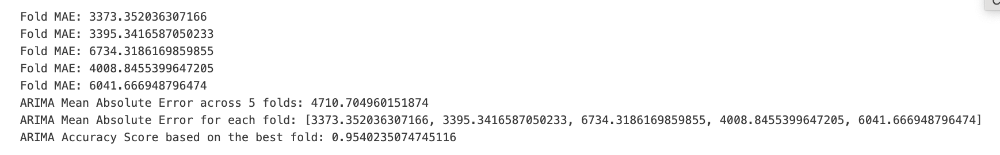 Fold MAE: 3373.352036307166
Fold MAE: 3395.3416587050233
Fold MAE: 6734.3186169859855
Fold MAE: 4008.8455399647205
Fold MAE: 6041.666948796474
ARIMA Mean Absolute Error across 5 folds: 4710.704960151874
ARIMA Mean Absolute Error for each fold: [3373.352036307166, 3395.3416587050233, 6734.3186169859855, 4008.8455399647205, 6041.666948796474]
ARIMA Accuracy Score based on the best fold: 0.9540235074745116